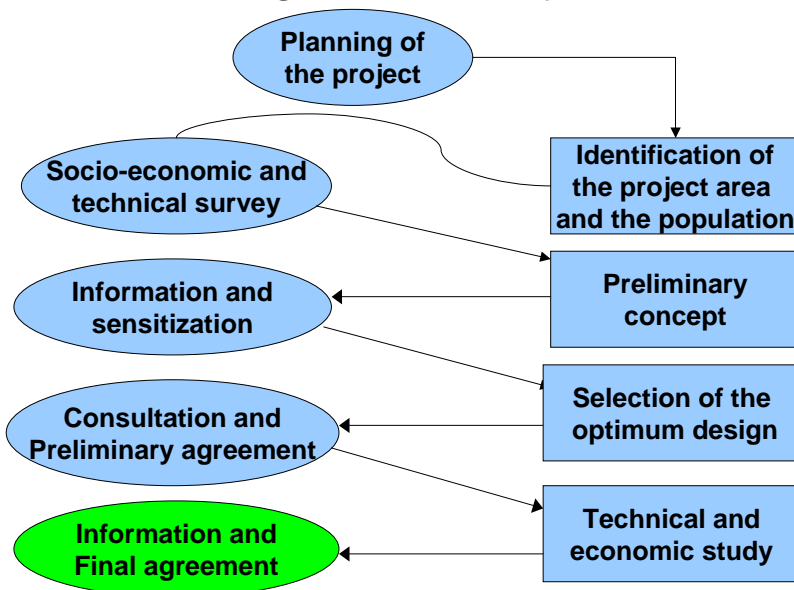 Planning of
the project
Socio-economic and
technical survey
Identification of
the project area
and the population
Information and
sensitization
Preliminary
concept
Consultation and
Preliminary agreement
Selection of the
optimum design
Information and
Final agreement
Technical and
economic study